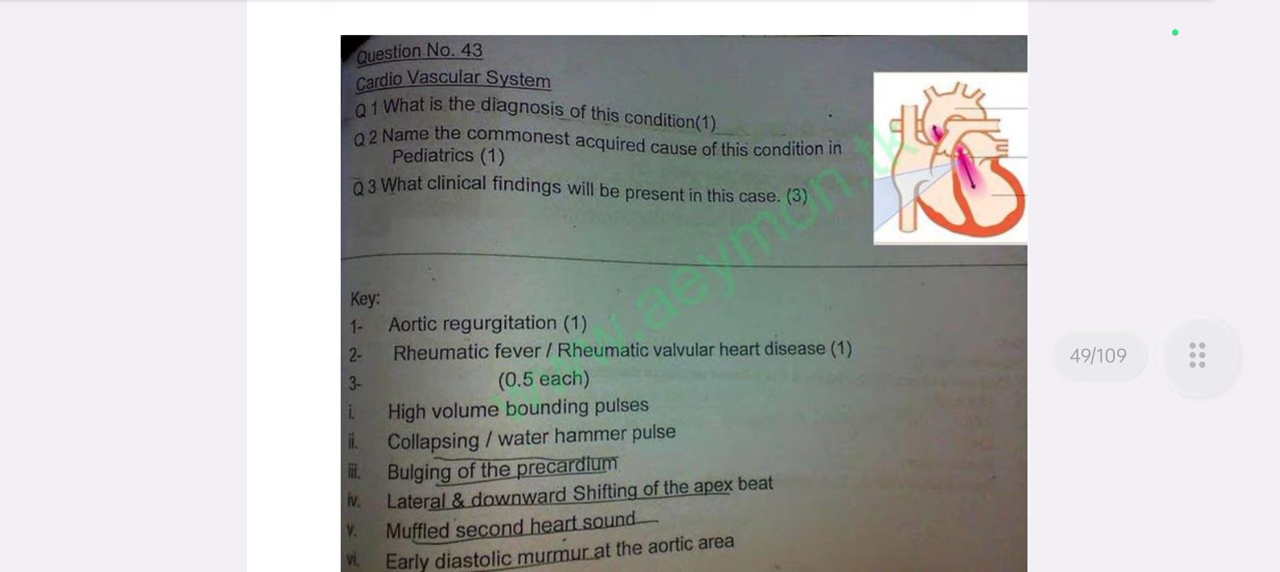 Question No. 43
Cardio Vascular System
Q 1 What is the diagnosis of this condition(1)
Q 2 Name the commonest acquired cause of this condition in
Pediatrics (1)
Q 3 What clinical findings will be present in this case. (3)
www.aeymon.tk
Key:
1- Aortic regurgitation (1)
2- Rheumatic fever / Rheumatic valvular heart disease (1)
3- (0.5 each)
i. High volume bounding pulses
ii. Collapsing / water hammer pulse
iii. Bulging of the precardium
iv. Lateral & downward Shifting of the apex beat
v. Muffled second heart sound
vi. Early diastolic murmur at the aortic area
49/109